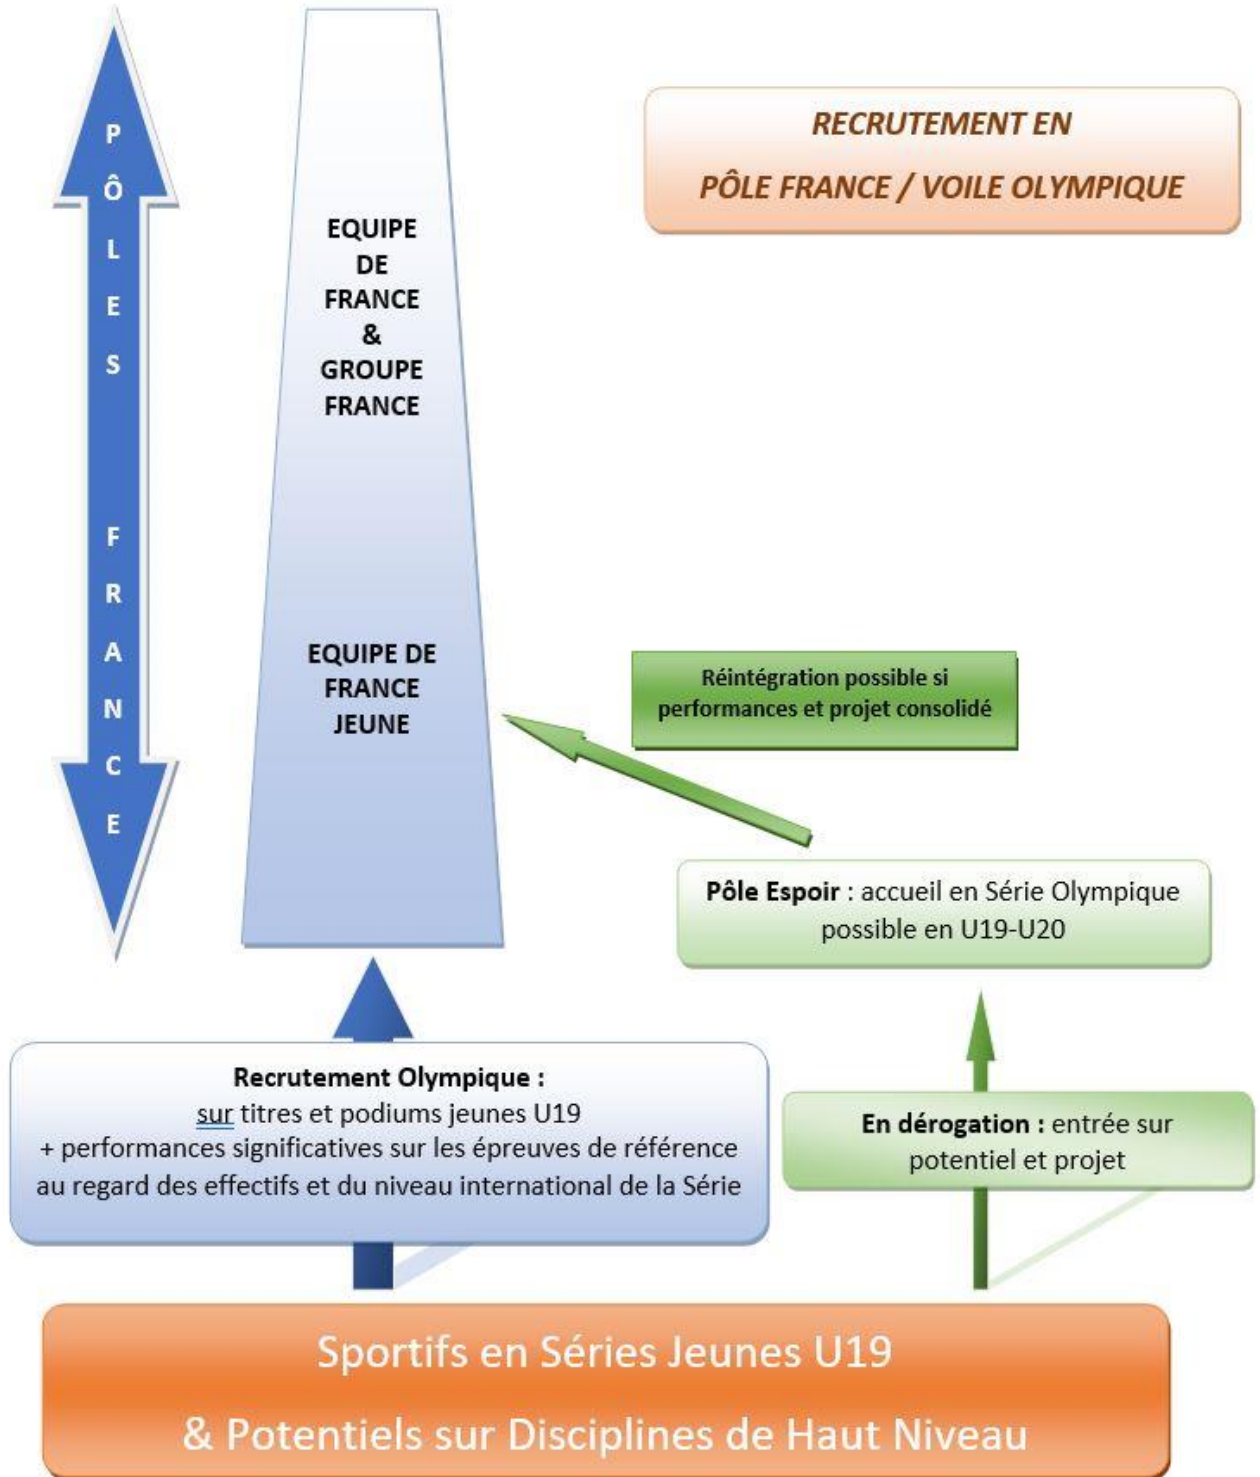 RECRUTEMENT EN
PÔLE FRANCE / VOILE OLYMPIQUE
PÔLES FRANCE
EQUIPE
DE
FRANCE
&
GROUPE
FRANCE
EQUIPE DE
FRANCE
JEUNE
Réintégration possible si
performances et projet consolidé
Pôle Espoir : accueil en Série Olympique
possible en U19-U20
Recrutement Olympique :
sur titres et podiums jeunes U19
+ performances significatives sur les épreuves de référence
au regard des effectifs et du niveau international de la Série
En dérogation : entrée sur
potentiel et projet
Sportifs en Séries Jeunes U19
& Potentiels sur Disciplines de Haut Niveau